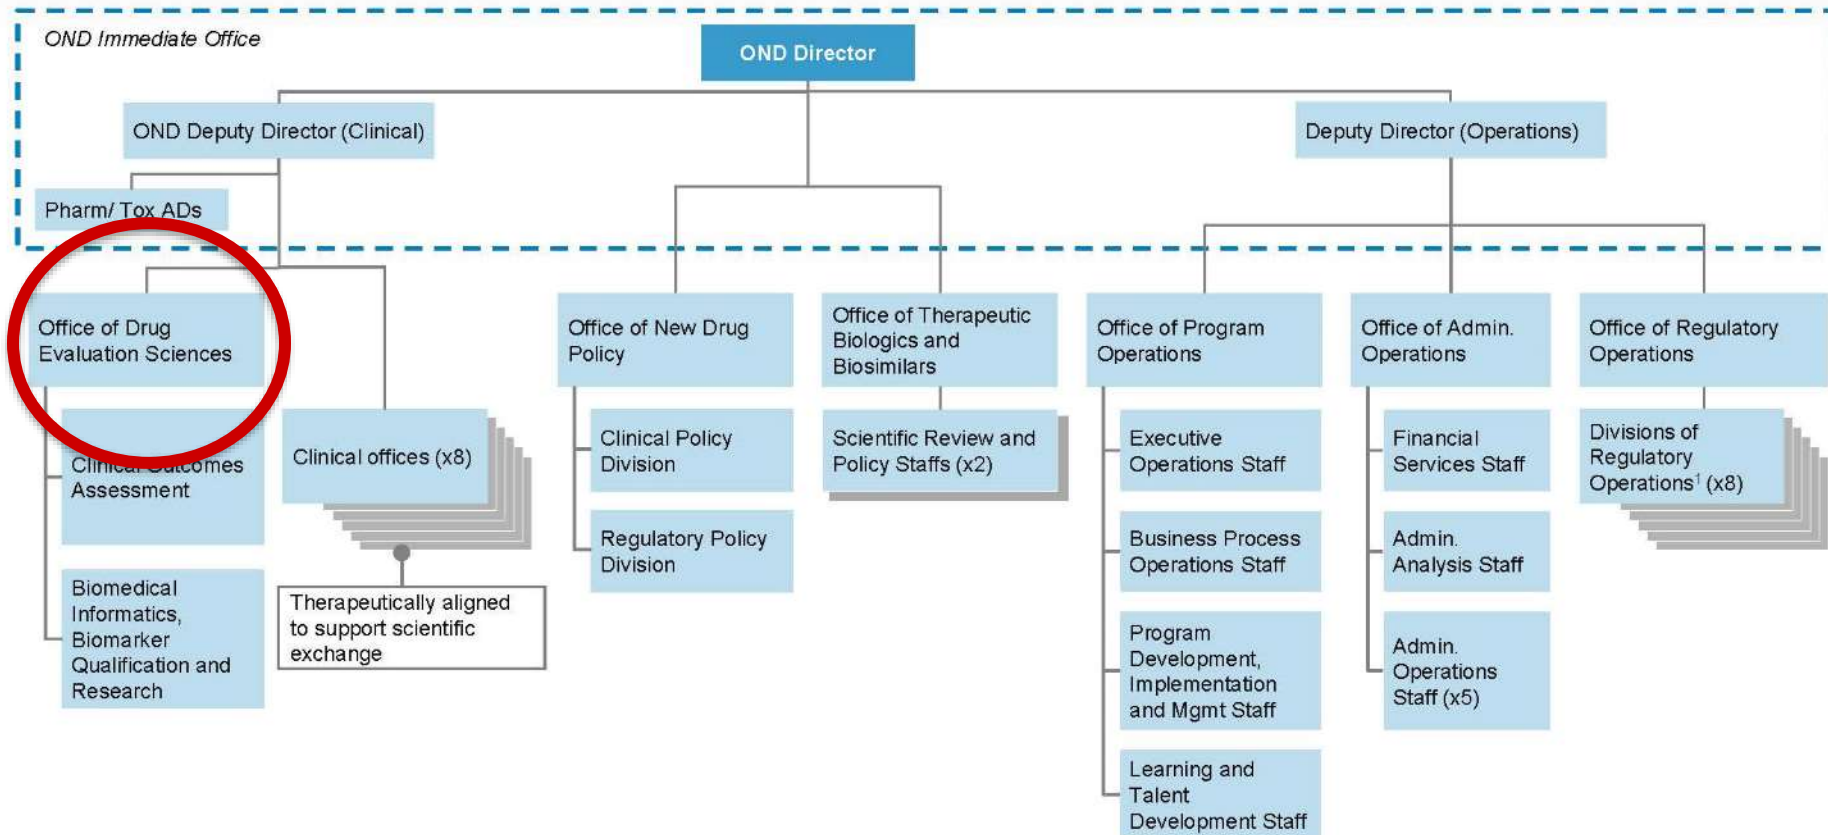 OND Immediate Office
OND Director
OND Deputy Director (Clinical)
Deputy Director (Operations)
Pharm/ Tox ADs
Office of Drug
Evaluation Sciences
Clinical Outcomes
Assessment
Biomedical
Informatics,
Biomarker
Qualification and
Research
Clinical offices (x8)
Therapeutically aligned
to support scientific
exchange
Office of New Drug
Policy
Clinical Policy
Division
Regulatory Policy
Division
Office of Therapeutic
Biologics and
Biosimilars
Scientific Review and
Policy Staffs (x2)
Office of Program
Operations
Executive
Operations Staff
Business Process
Operations Staff
Program
Development,
Implementation
and Mgmt Staff
Learning and
Talent
Development Staff
Office of Admin.
Operations
Financial
Services Staff
Admin.
Analysis Staff
Admin.
Operations
Staff (x5)
Office of Regulatory
Operations
Divisions of
Regulatory
Operations¹ (x8)